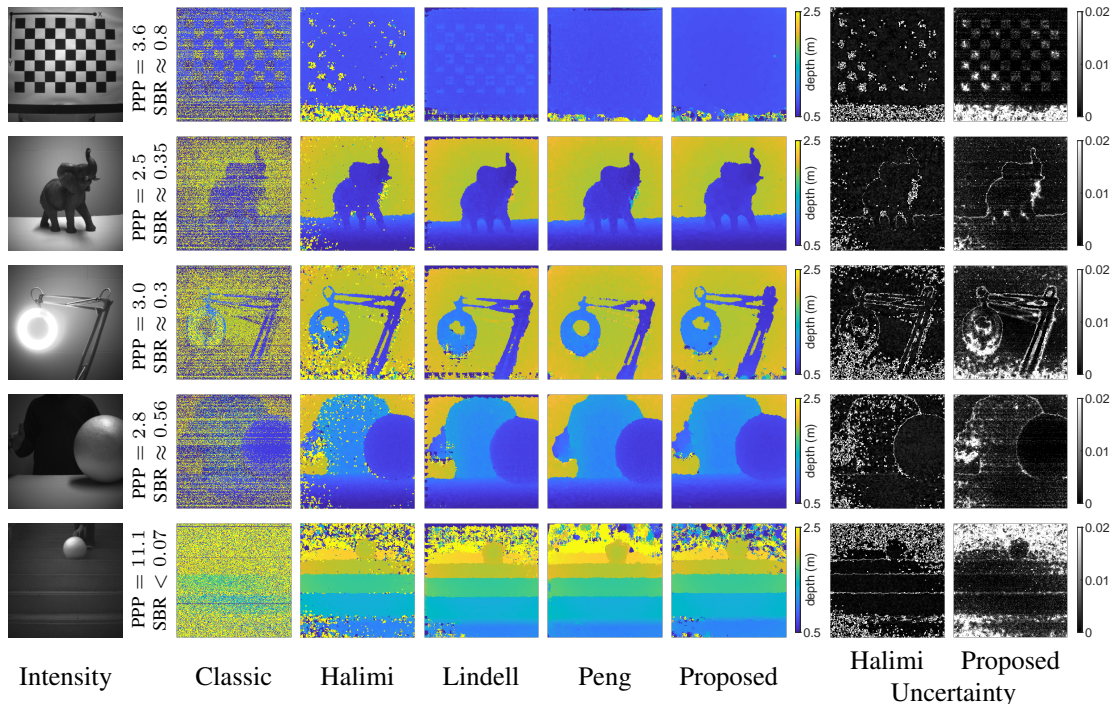 PPP = 3.6
SBR ≈ 0.8
2.5
depth (m)
0.5
0.02
0.01
0
PPP = 2.5
SBR ≈ 0.35
2.5
depth (m)
0.5
0.02
0.01
0
PPP = 3.0
SBR ≈ 0.3
2.5
depth (m)
0.5
0.02
0.01
0
PPP = 2.8
SBR ≈ 0.56
2.5
depth (m)
0.5
0.02
0.01
0
PPP = 11.1
SBR < 0.07
2.5
depth (m)
0.5
0.02
0.01
0
Intensity Classic Halimi Lindell Peng Proposed Halimi Proposed
Uncertainty